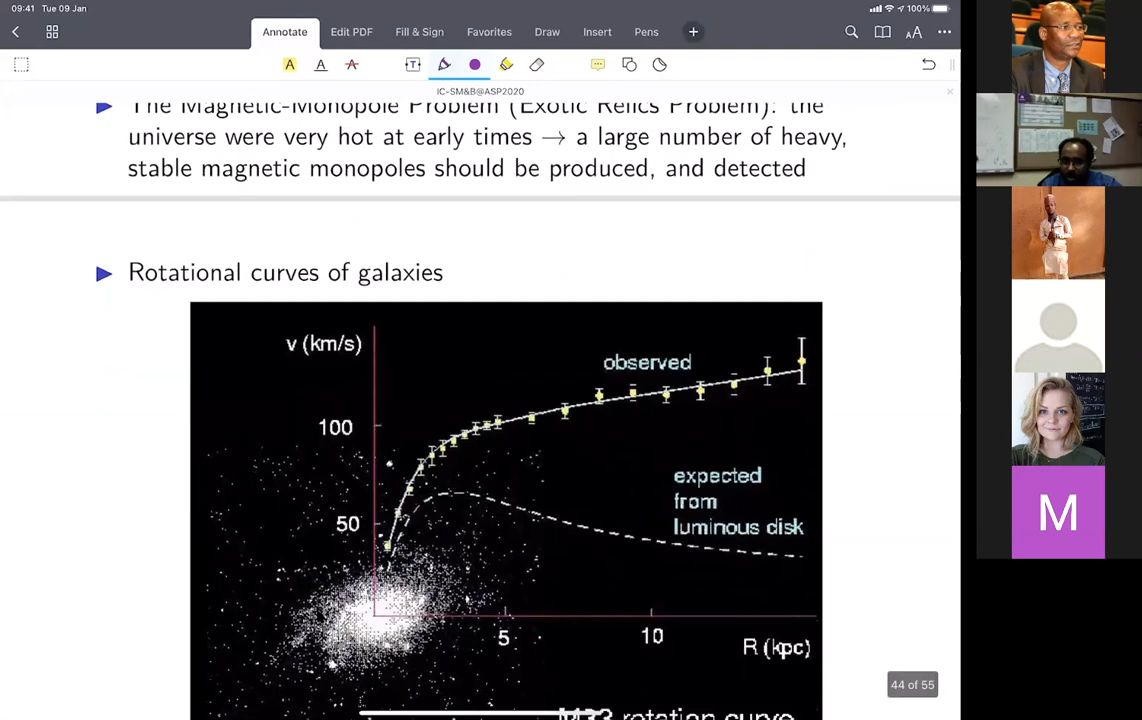 09:41 Tue 09 Jan
100%
Annotate Edit PDF Fill & Sign Favorites Draw Insert Pens
AA
A A A T
IC-SM&B@ASP2020
The Magnetic-Monopole Problem (Exotic Relics Problem): the
universe were very hot at early times → a large number of heavy,
stable magnetic monopoles should be produced, and detected
Rotational curves of galaxies
v (km/s)
observed
100
expected
from
luminous disk
50
5
10
R (kpc)
M33 rotation curve
44 of 55
M